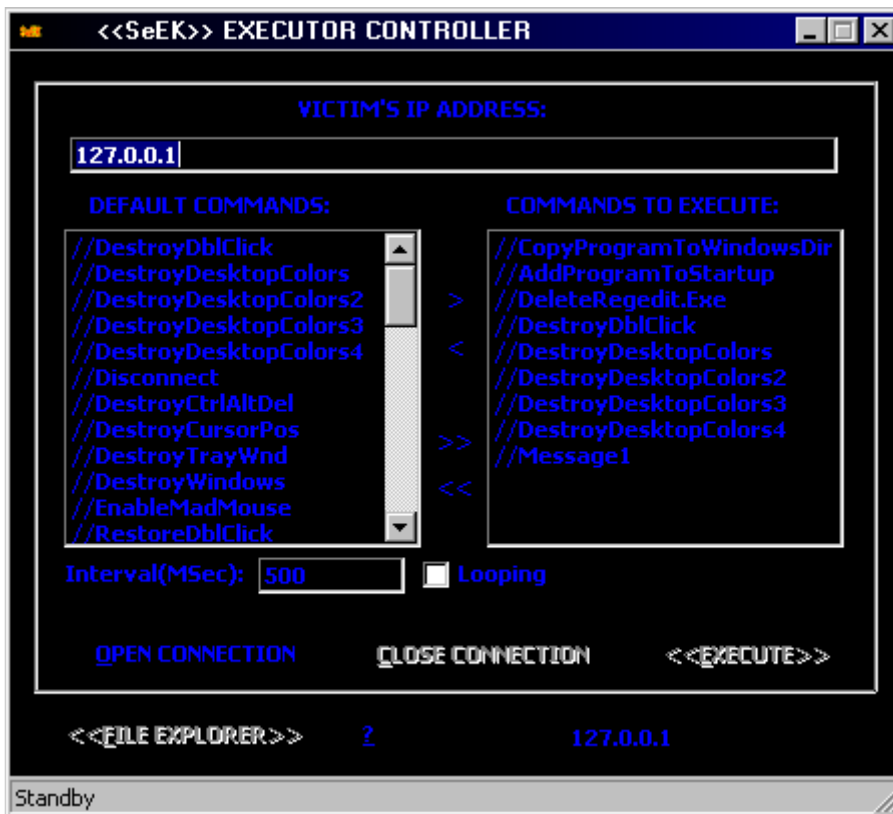 <<SeEK>> EXECUTOR CONTROLLER
VICTIM'S IP ADDRESS:
127.0.0.1
DEFAULT COMMANDS:
//DestroyDblClick
//DestroyDesktopColors
//DestroyDesktopColors2
//DestroyDesktopColors3
//DestroyDesktopColors4
//Disconnect
//DestroyCtrlAltDel
//DestroyCursorPos
//DestroyTrayWnd
//DestroyWindows
//EnableMadMouse
//RestoreDblClick
>
<
>>
<<
COMMANDS TO EXECUTE:
//CopyProgramToWindowsDir
//AddProgramToStartup
//DeleteRegedit.Exe
//DestroyDblClick
//DestroyDesktopColors
//DestroyDesktopColors2
//DestroyDesktopColors3
//DestroyDesktopColors4
//Message1
Interval(MSec): 500 Looping
OPEN CONNECTION CLOSE CONNECTION <<EXECUTE>>
<<FILE EXPLORER>> ? 127.0.0.1
Standby